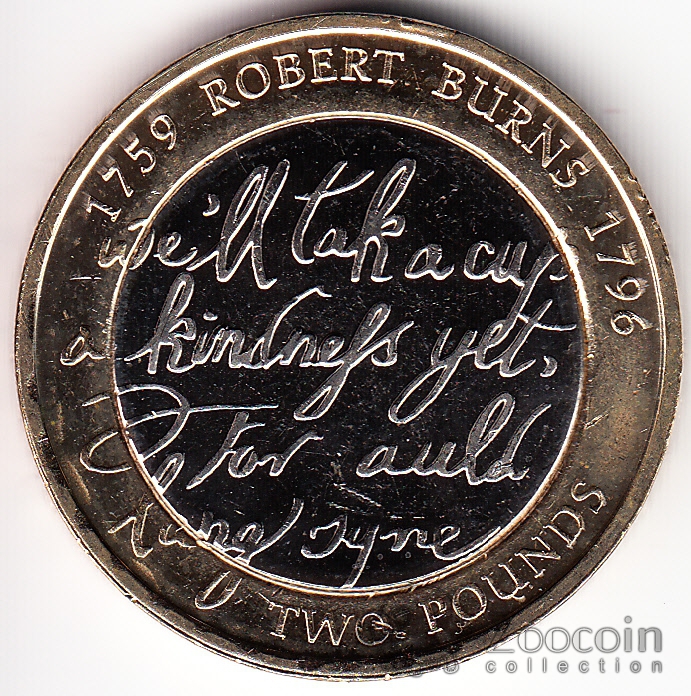 1759 ROBERT BURNS 1796
we'll tak a cup
a kindness yet,
for auld
lang syne
TWO POUNDS
zoocoin
collection